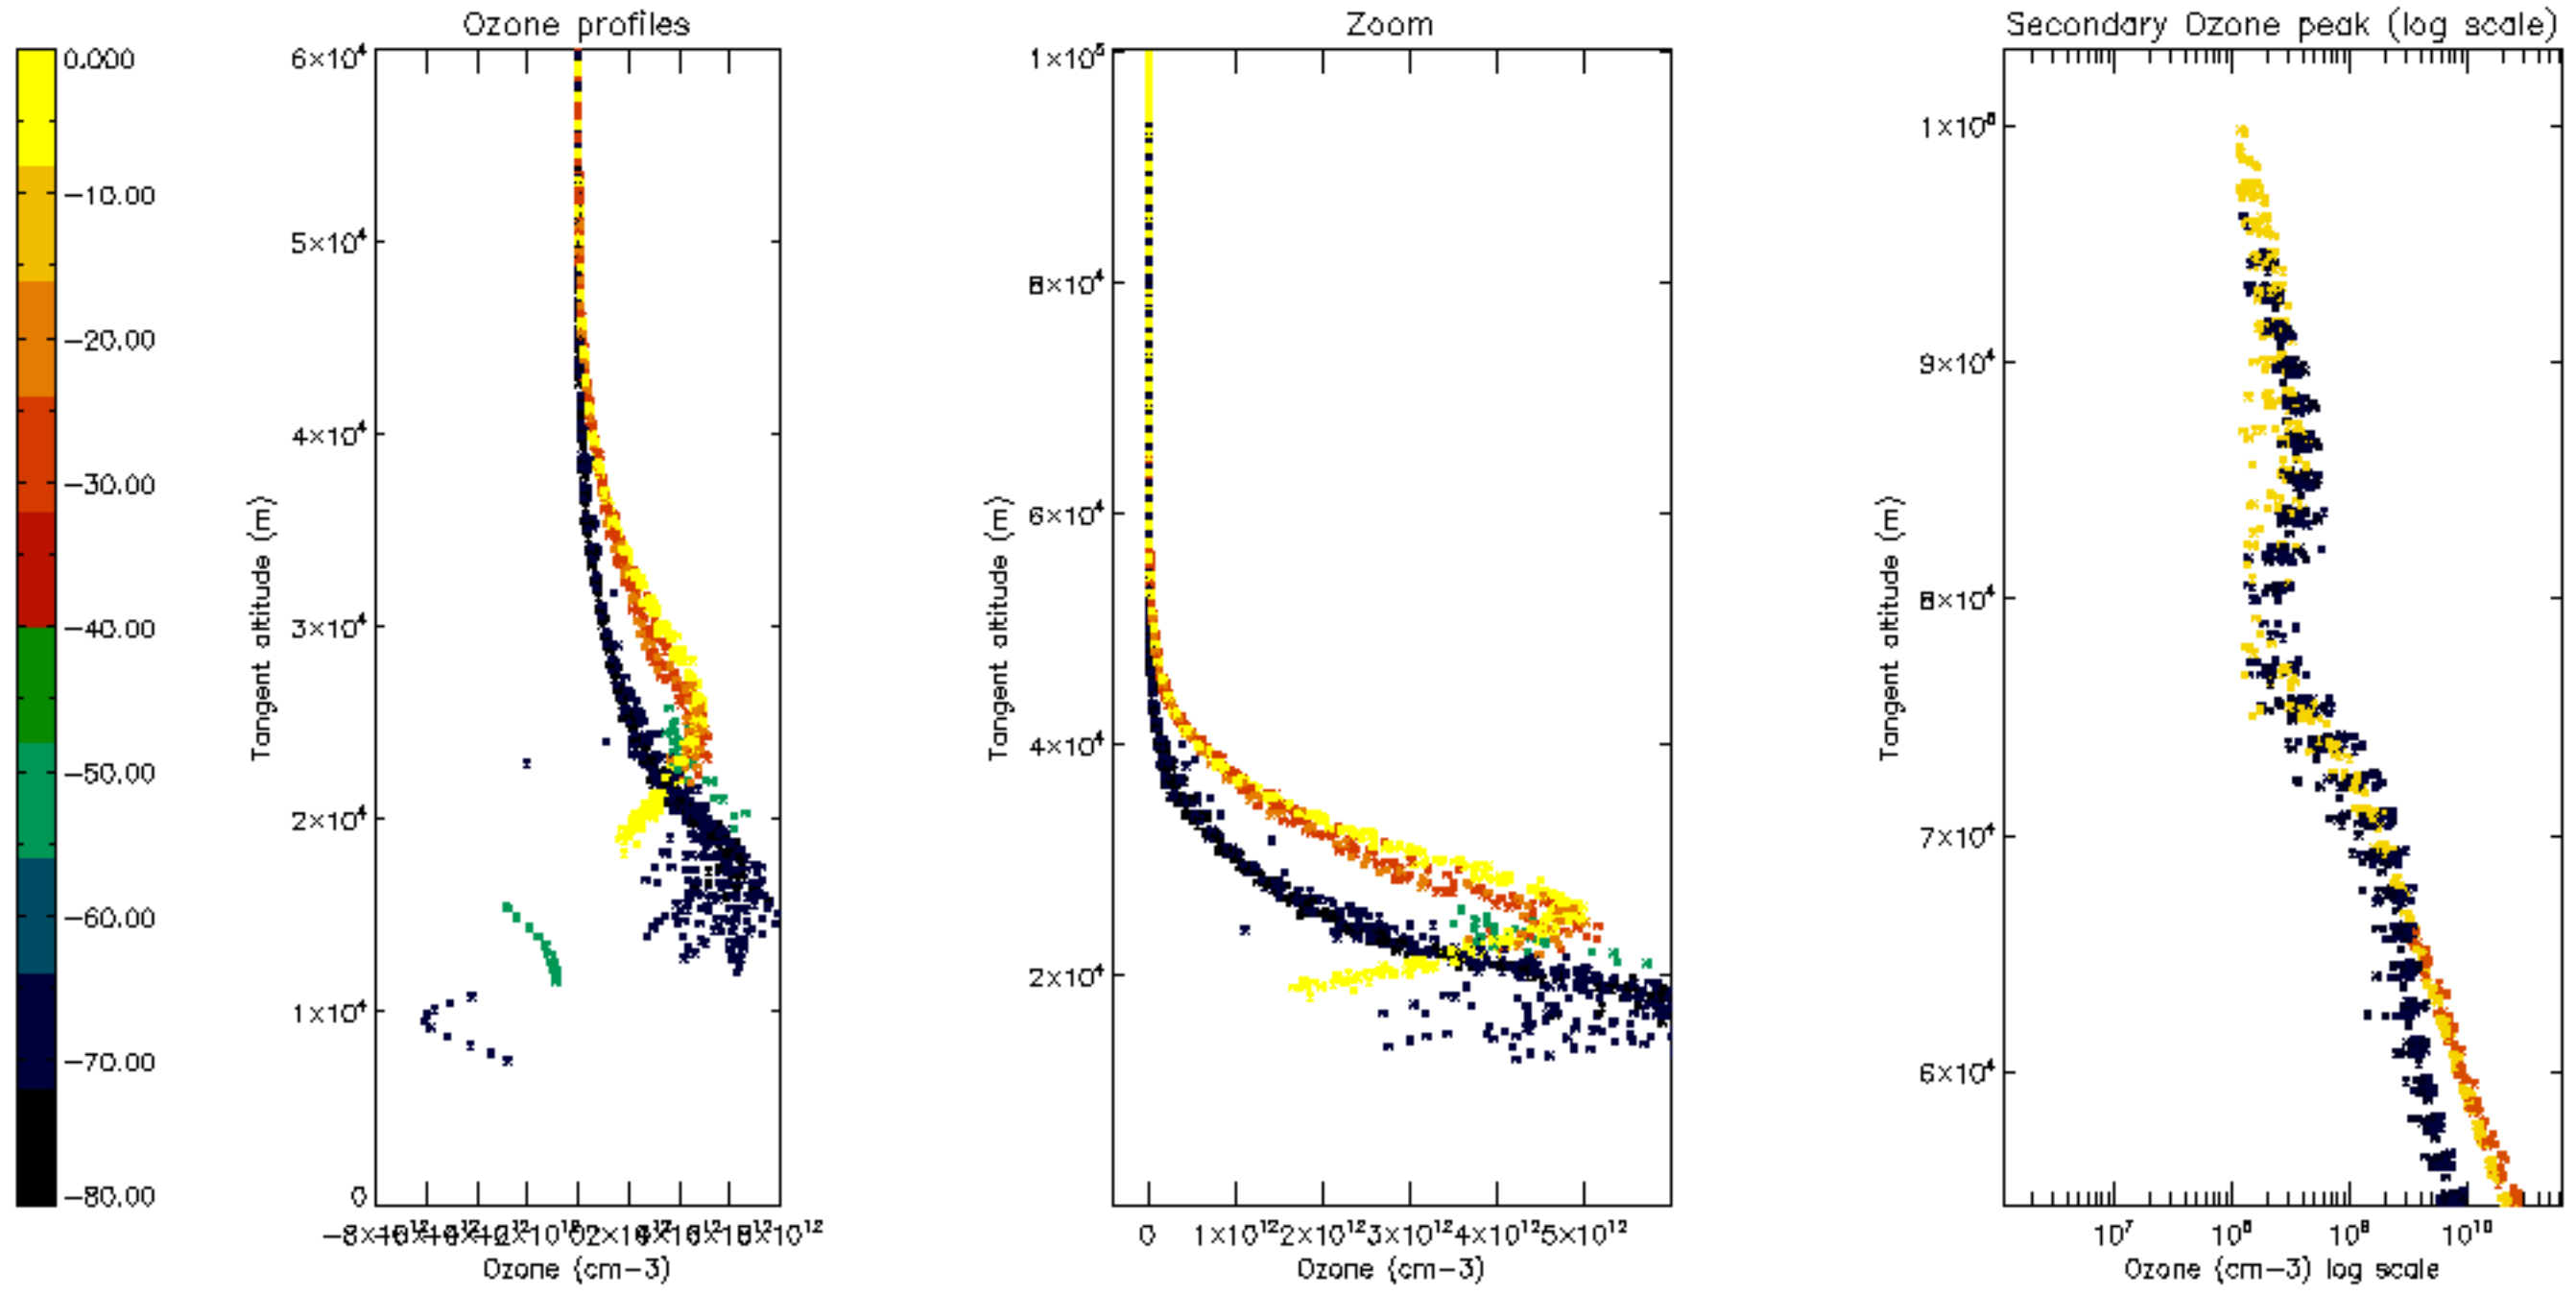 Ozone profiles
Zoom
Secondary Ozone peak (log scale)
0.000
−10.00
−20.00
−30.00
−40.00
−50.00
−60.00
−70.00
−80.00
Tangent altitude (m)
6×10⁴
5×10⁴
4×10⁴
3×10⁴
2×10⁴
1×10⁴
0
Ozone (cm−3)
Tangent altitude (m)
1×10⁵
8×10⁴
6×10⁴
4×10⁴
2×10⁴
0 1×10¹² 2×10¹² 3×10¹² 4×10¹² 5×10¹²
Ozone (cm−3)
Tangent altitude (m)
1×10⁵
9×10⁴
8×10⁴
7×10⁴
6×10⁴
10⁷ 10⁸ 10⁹ 10¹⁰
Ozone (cm−3) log scale